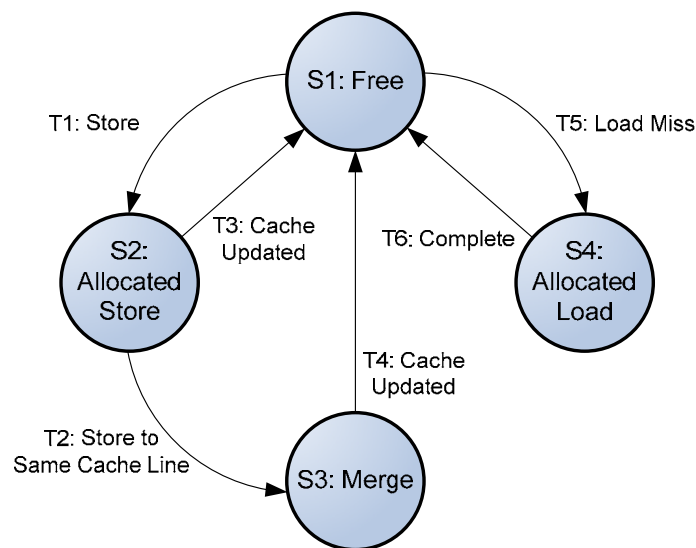 S1: Free
T1: Store
T5: Load Miss
T3: Cache
Updated
T6: Complete
S2:
Allocated
Store
S4:
Allocated
Load
T4: Cache
Updated
T2: Store to
Same Cache Line
S3: Merge